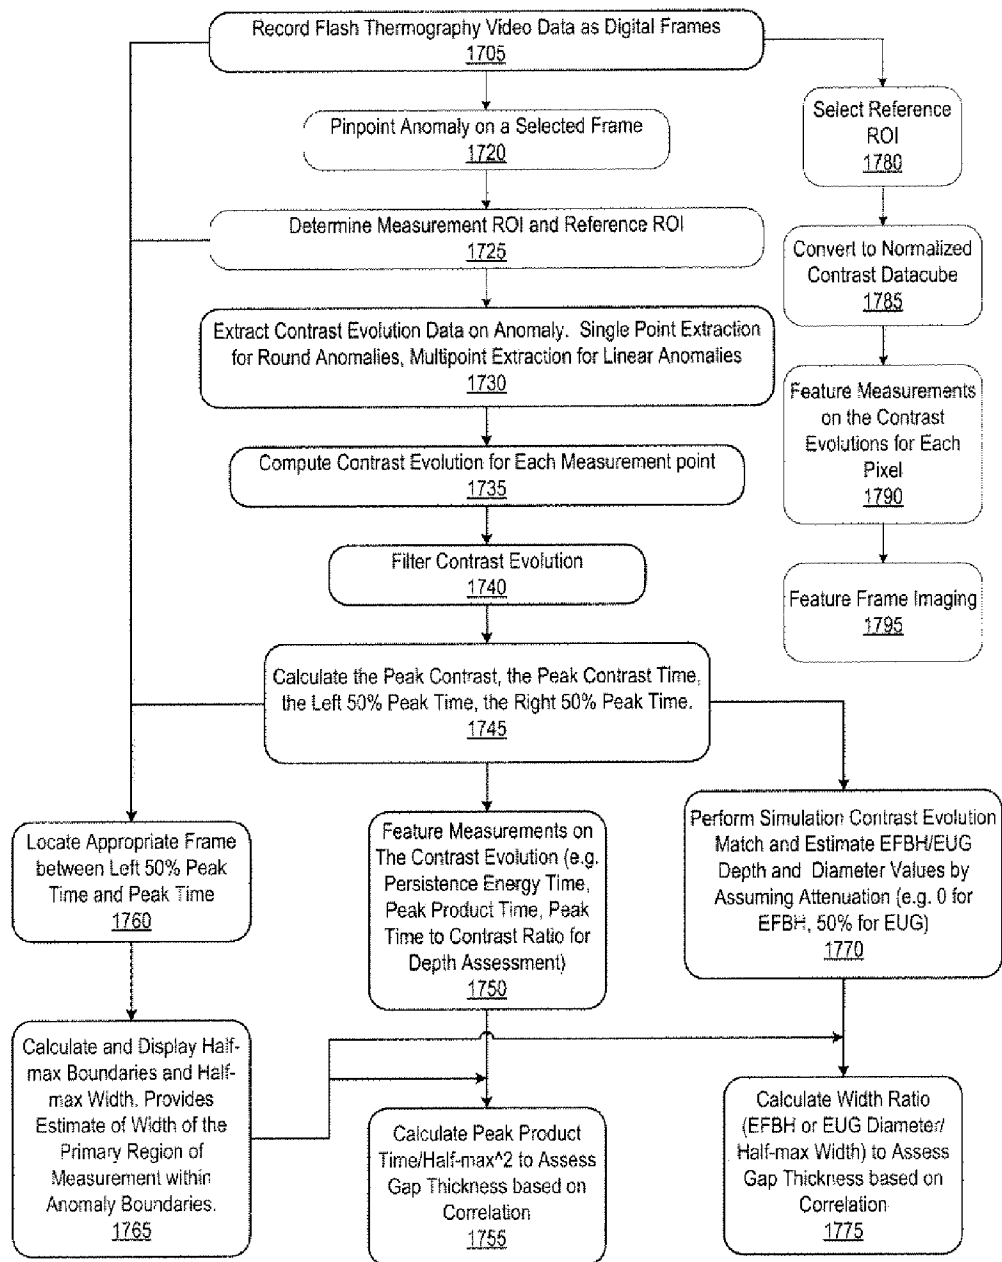 Record Flash Thermography Video Data as Digital Frames
1705
Pinpoint Anomaly on a Selected Frame
1720
Determine Measurement ROI and Reference ROI
1725
Extract Contrast Evolution Data on Anomaly. Single Point Extraction
for Round Anomalies, Multipoint Extraction for Linear Anomalies
1730
Compute Contrast Evolution for Each Measurement point
1735
Filter Contrast Evolution
1740
Calculate the Peak Contrast, the Peak Contrast Time,
the Left 50% Peak Time, the Right 50% Peak Time.
1745
Select Reference
ROI
1780
Convert to Normalized
Contrast Datacube
1785
Feature Measurements
on the Contrast
Evolutions for Each
Pixel
1790
Feature Frame Imaging
1795
Locate Appropriate Frame
between Left 50% Peak
Time and Peak Time
1760
Calculate and Display Half-
max Boundaries and Half-
max Width. Provides
Estimate of Width of the
Primary Region of
Measurement within
Anomaly Boundaries.
1765
Feature Measurements on
The Contrast Evolution (e.g.
Persistence Energy Time,
Peak Product Time, Peak
Time to Contrast Ratio for
Depth Assessment)
1750
Calculate Peak Product
Time/Half-max^2 to Assess
Gap Thickness based on
Correlation
1755
Perform Simulation Contrast Evolution
Match and Estimate EFBH/EUG
Depth and Diameter Values by
Assuming Attenuation (e.g. 0 for
EFBH, 50% for EUG)
1770
Calculate Width Ratio
(EFBH or EUG Diameter/
Half-max Width) to Assess
Gap Thickness based on
Correlation
1775